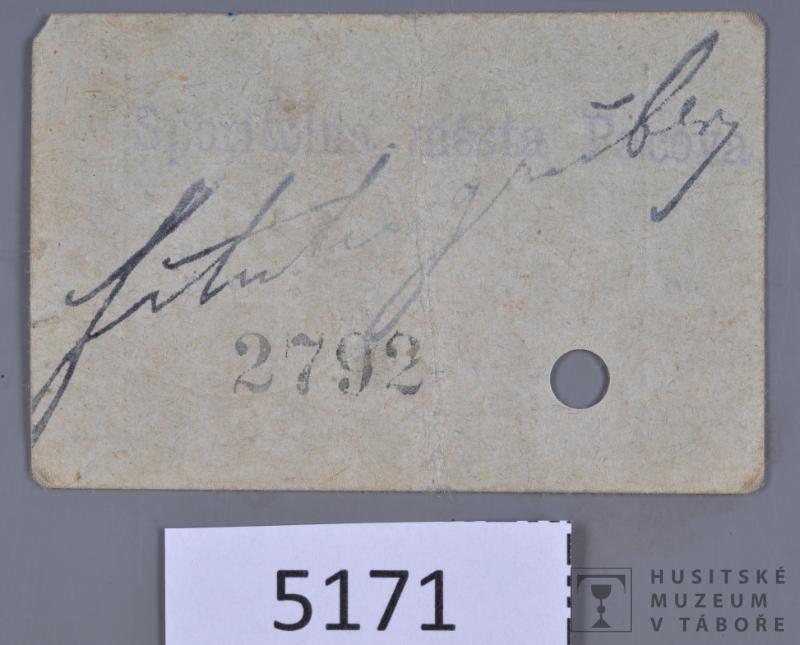 Spořitelna města Pacova.
2792
5171
HUSITSKÉ
MUZEUM
V TÁBOŘE